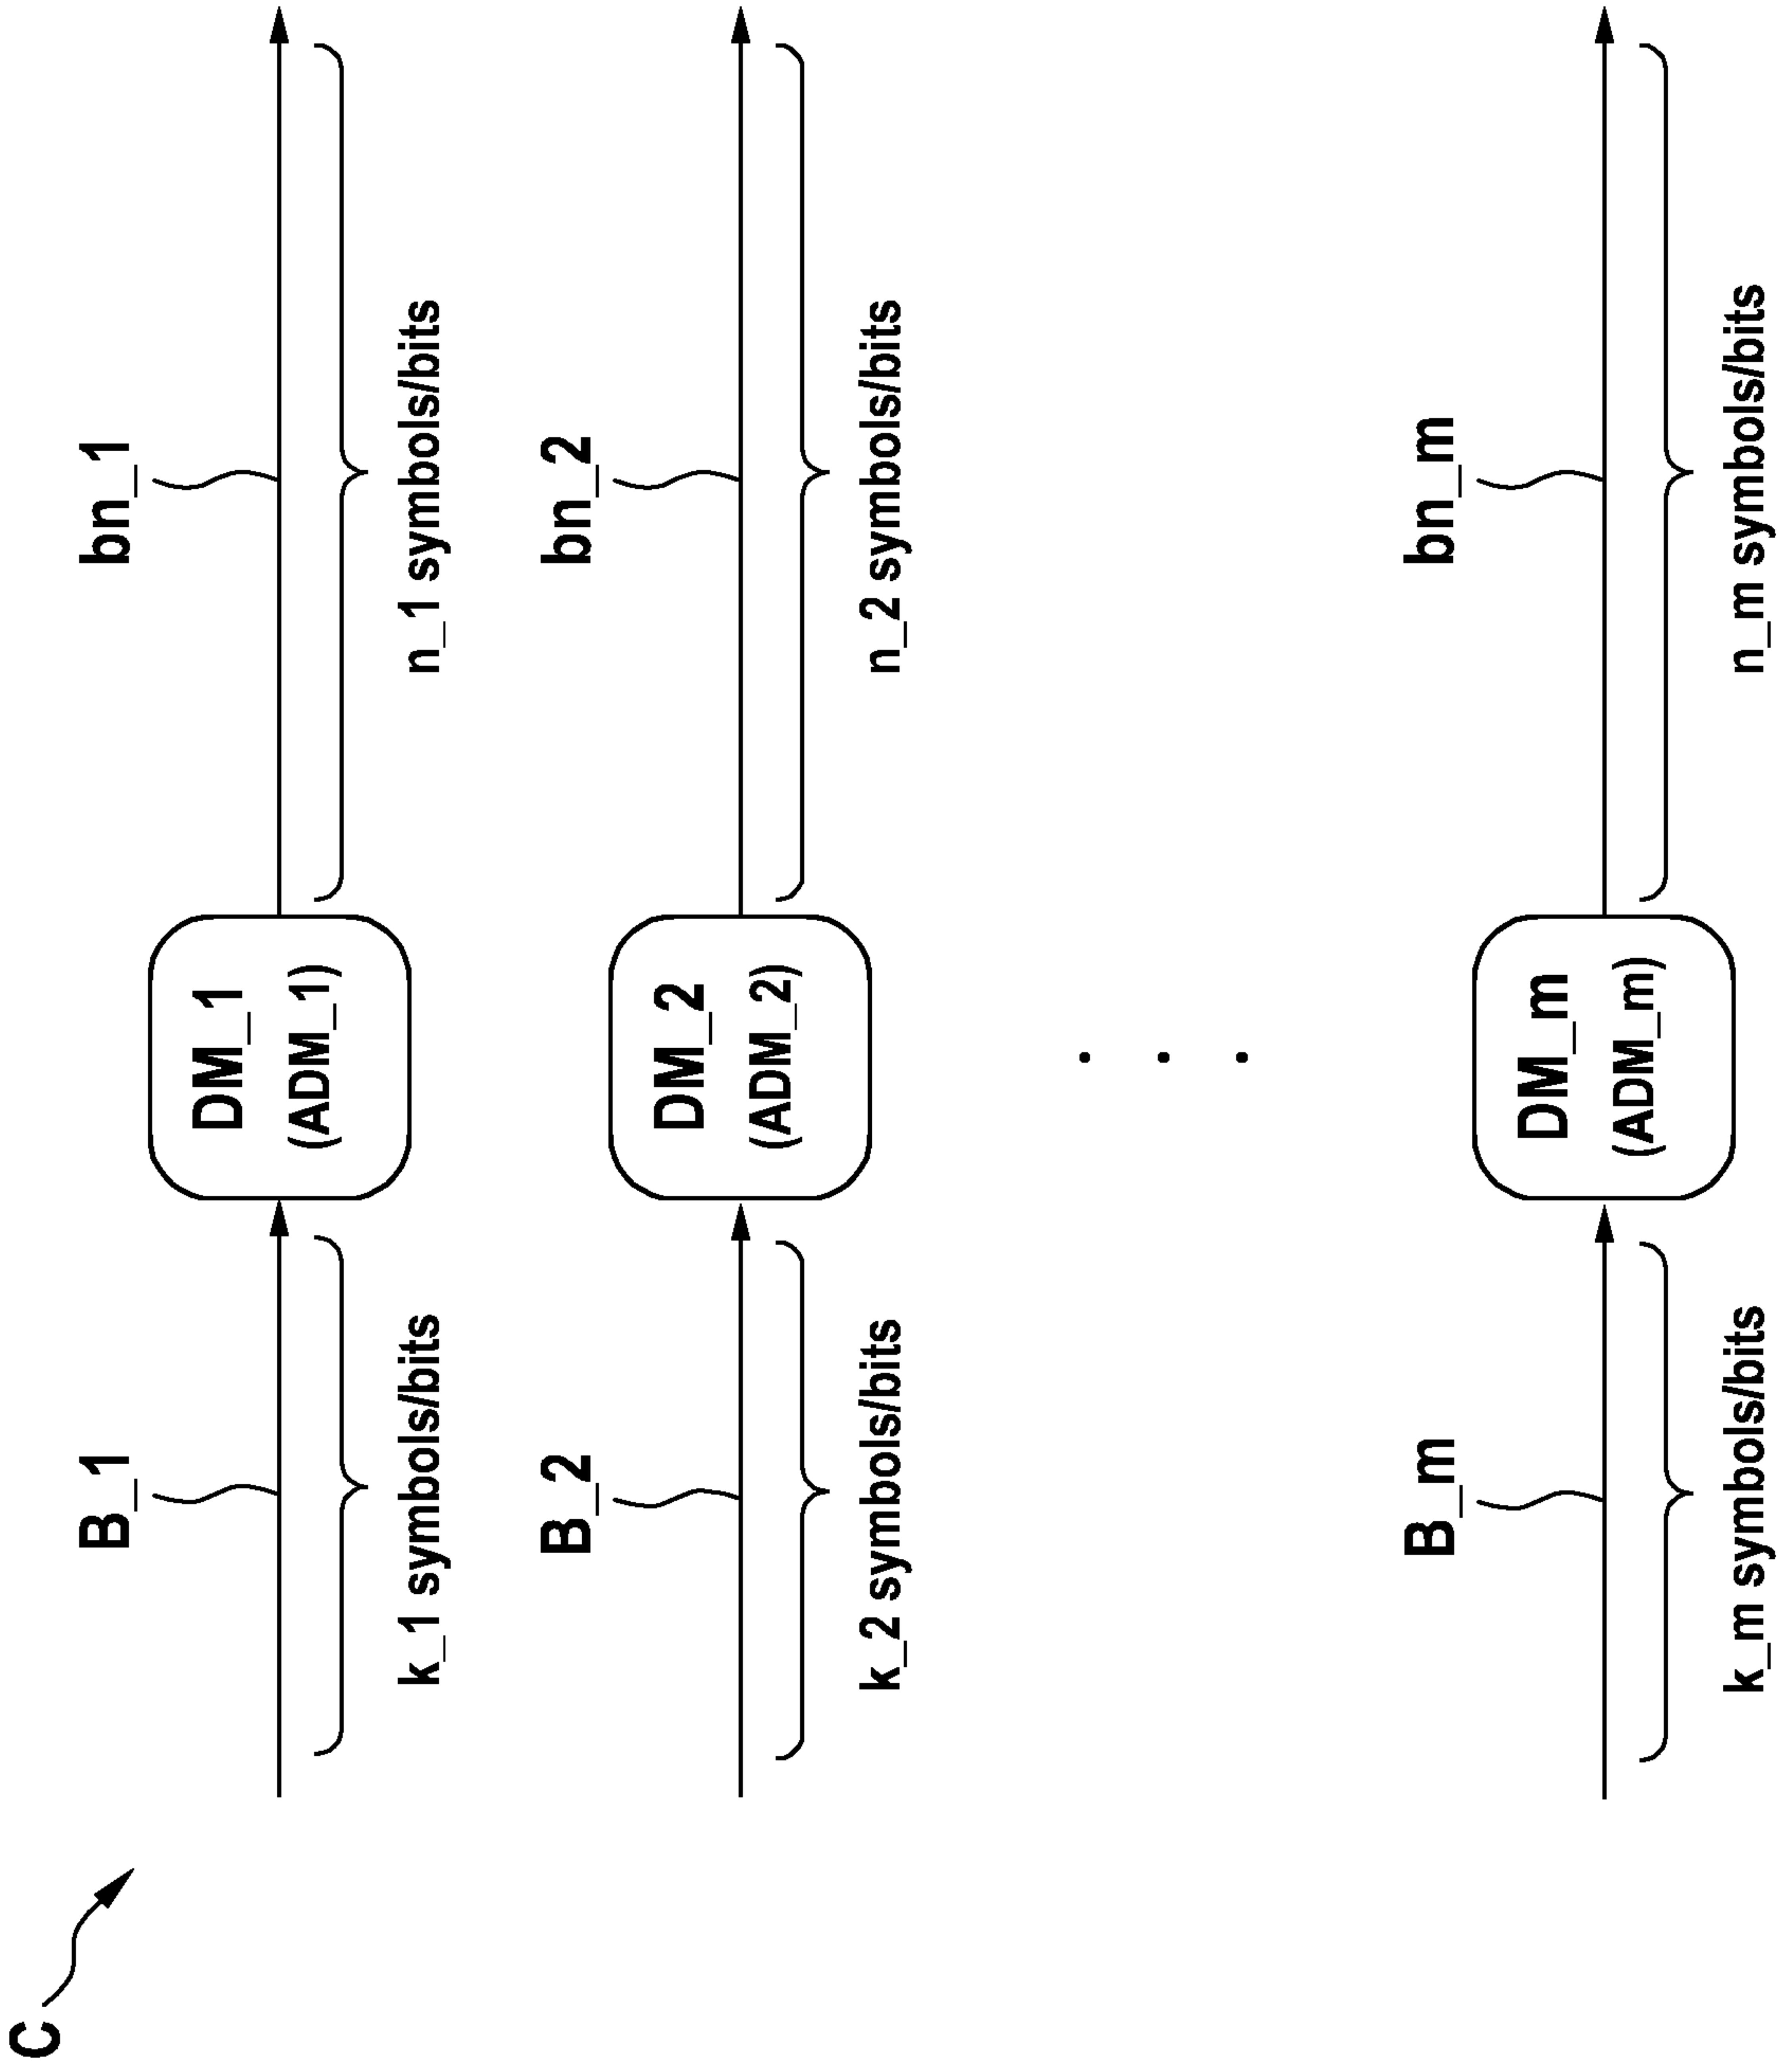 C
B_1
bn_1
DM_1
(ADM_1)
k_1 symbols/bits
n_1 symbols/bits
B_2
bn_2
DM_2
(ADM_2)
k_2 symbols/bits
n_2 symbols/bits
. . .
B_m
bn_m
DM_m
(ADM_m)
k_m symbols/bits
n_m symbols/bits